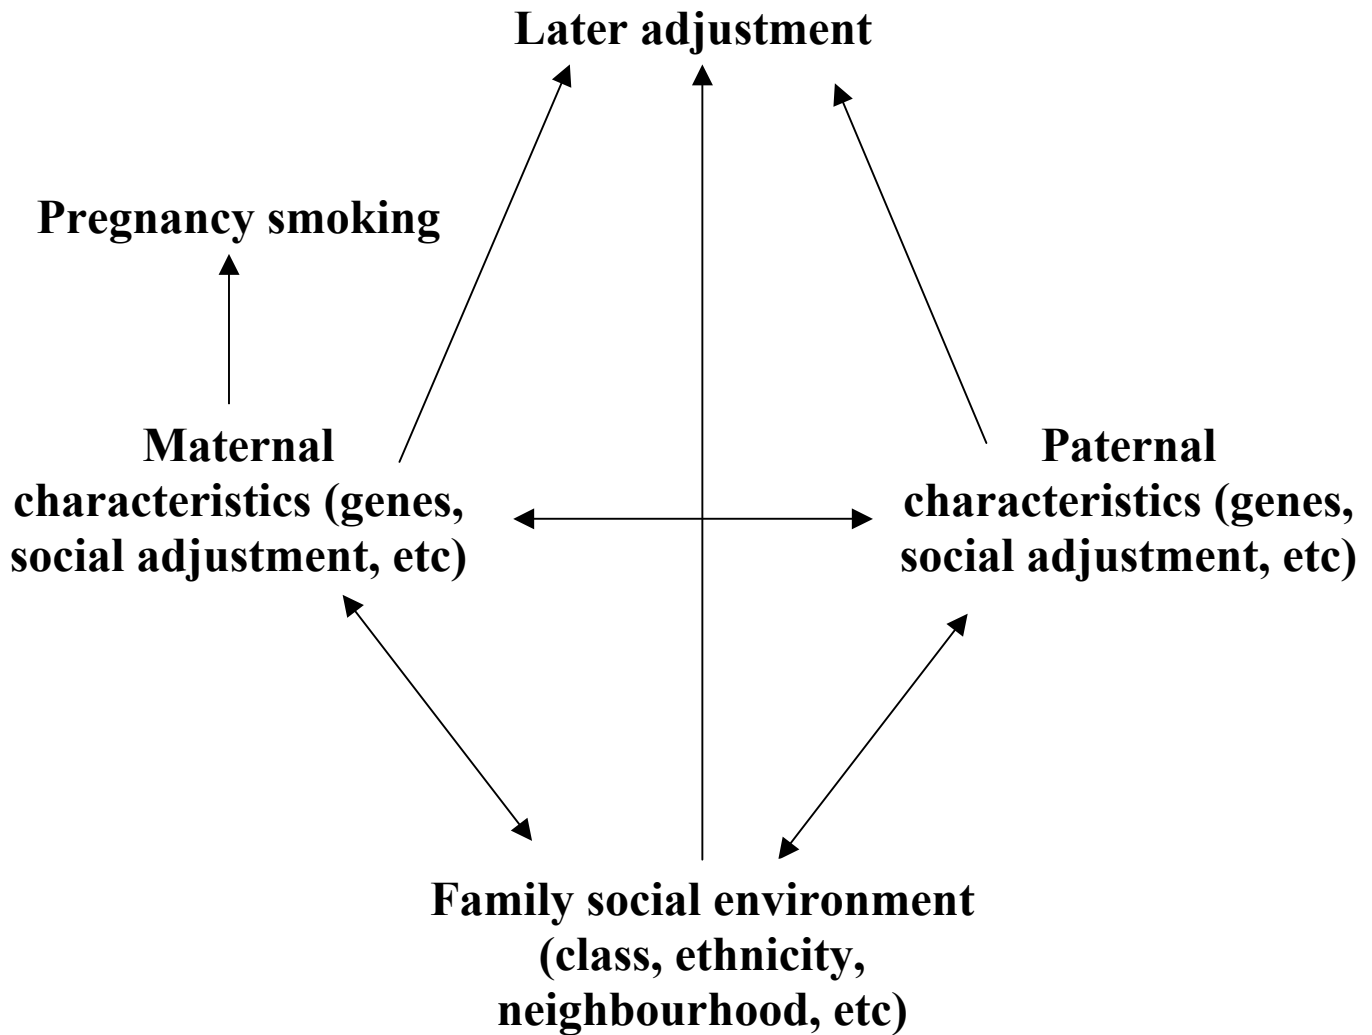 Later adjustment
Pregnancy smoking
Maternal
characteristics (genes,
social adjustment, etc)
Paternal
characteristics (genes,
social adjustment, etc)
Family social environment
(class, ethnicity,
neighbourhood, etc)